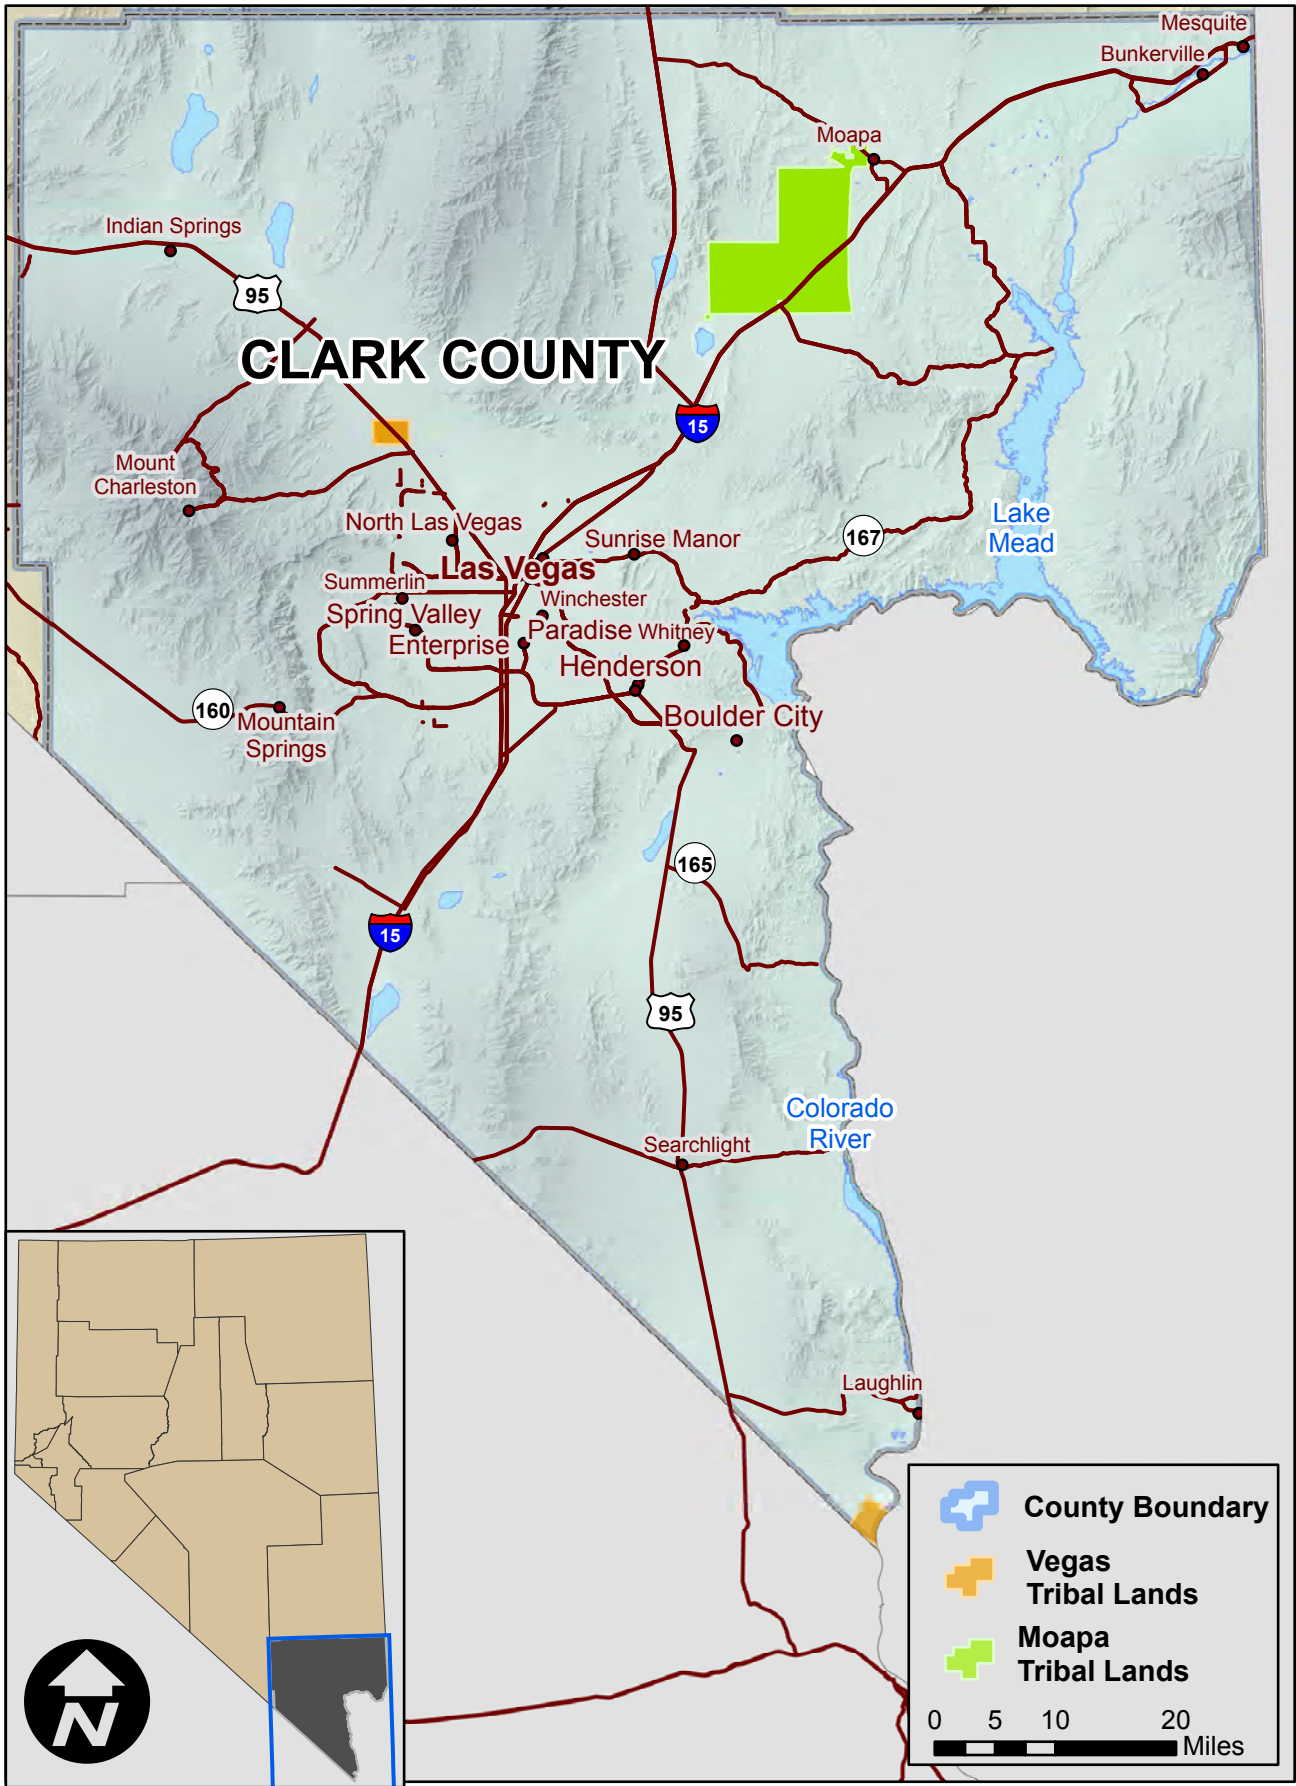 Mesquite
Bunkerville
Moapa
Indian Springs
95
CLARK COUNTY
15
Mount
Charleston
North Las Vegas
Sunrise Manor
167
Lake
Mead
Las Vegas
Summerlin
Winchester
Spring Valley
Paradise
Whitney
Enterprise
Henderson
160
Mountain
Springs
Boulder City
165
15
95
Colorado
River
Searchlight
Laughlin
County Boundary
Vegas
Tribal Lands
Moapa
Tribal Lands
0 5 10 20
Miles
N